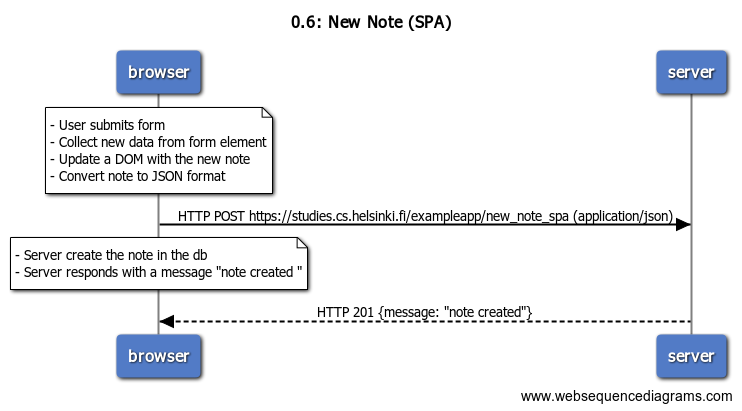 0.6: New Note (SPA)
browser
server
- User submits form
- Collect new data from form element
- Update a DOM with the new note
- Convert note to JSON format
HTTP POST https://studies.cs.helsinki.fi/exampleapp/new_note_spa (application/json)
- Server create the note in the db
- Server responds with a message "note created "
HTTP 201 {message: "note created"}
browser
server
www.websequencediagrams.com